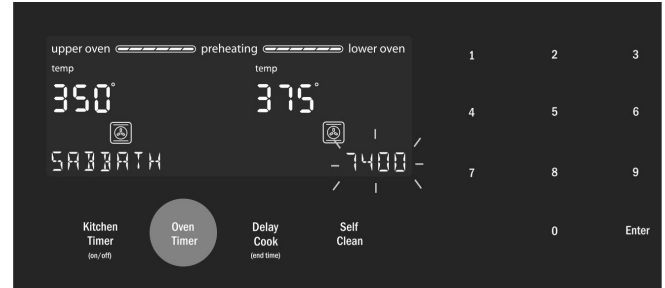 upper oven preheating lower oven
temp temp
350° 375°
SABBATH 7400
Kitchen Timer (on/off)
Oven Timer
Delay Cook (end time)
Self Clean
1 2 3
4 5 6
7 8 9
0 Enter